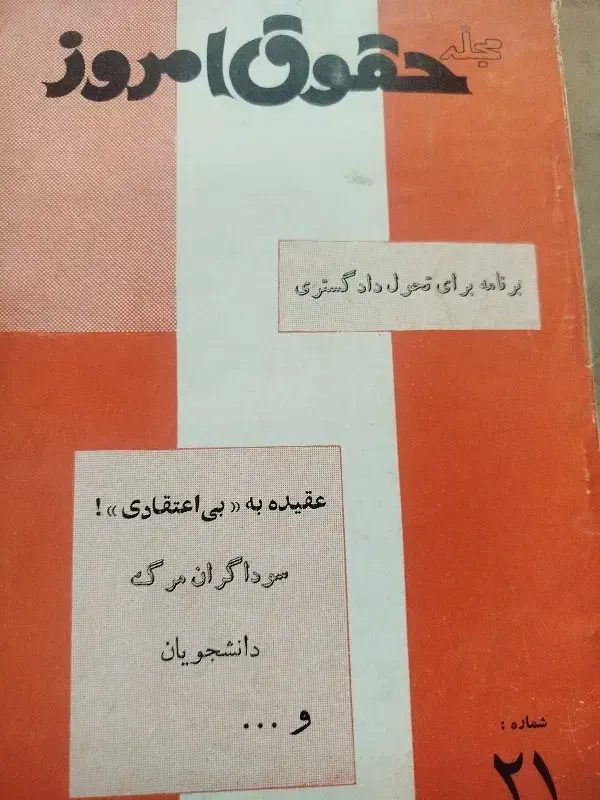 مجله
حقوق امروز
برنامه برای تحول دادگستری
عقیده به «بی اعتقادی»!
سوداگران مرگ
دانشجویان
و ...
شماره :
۲۱